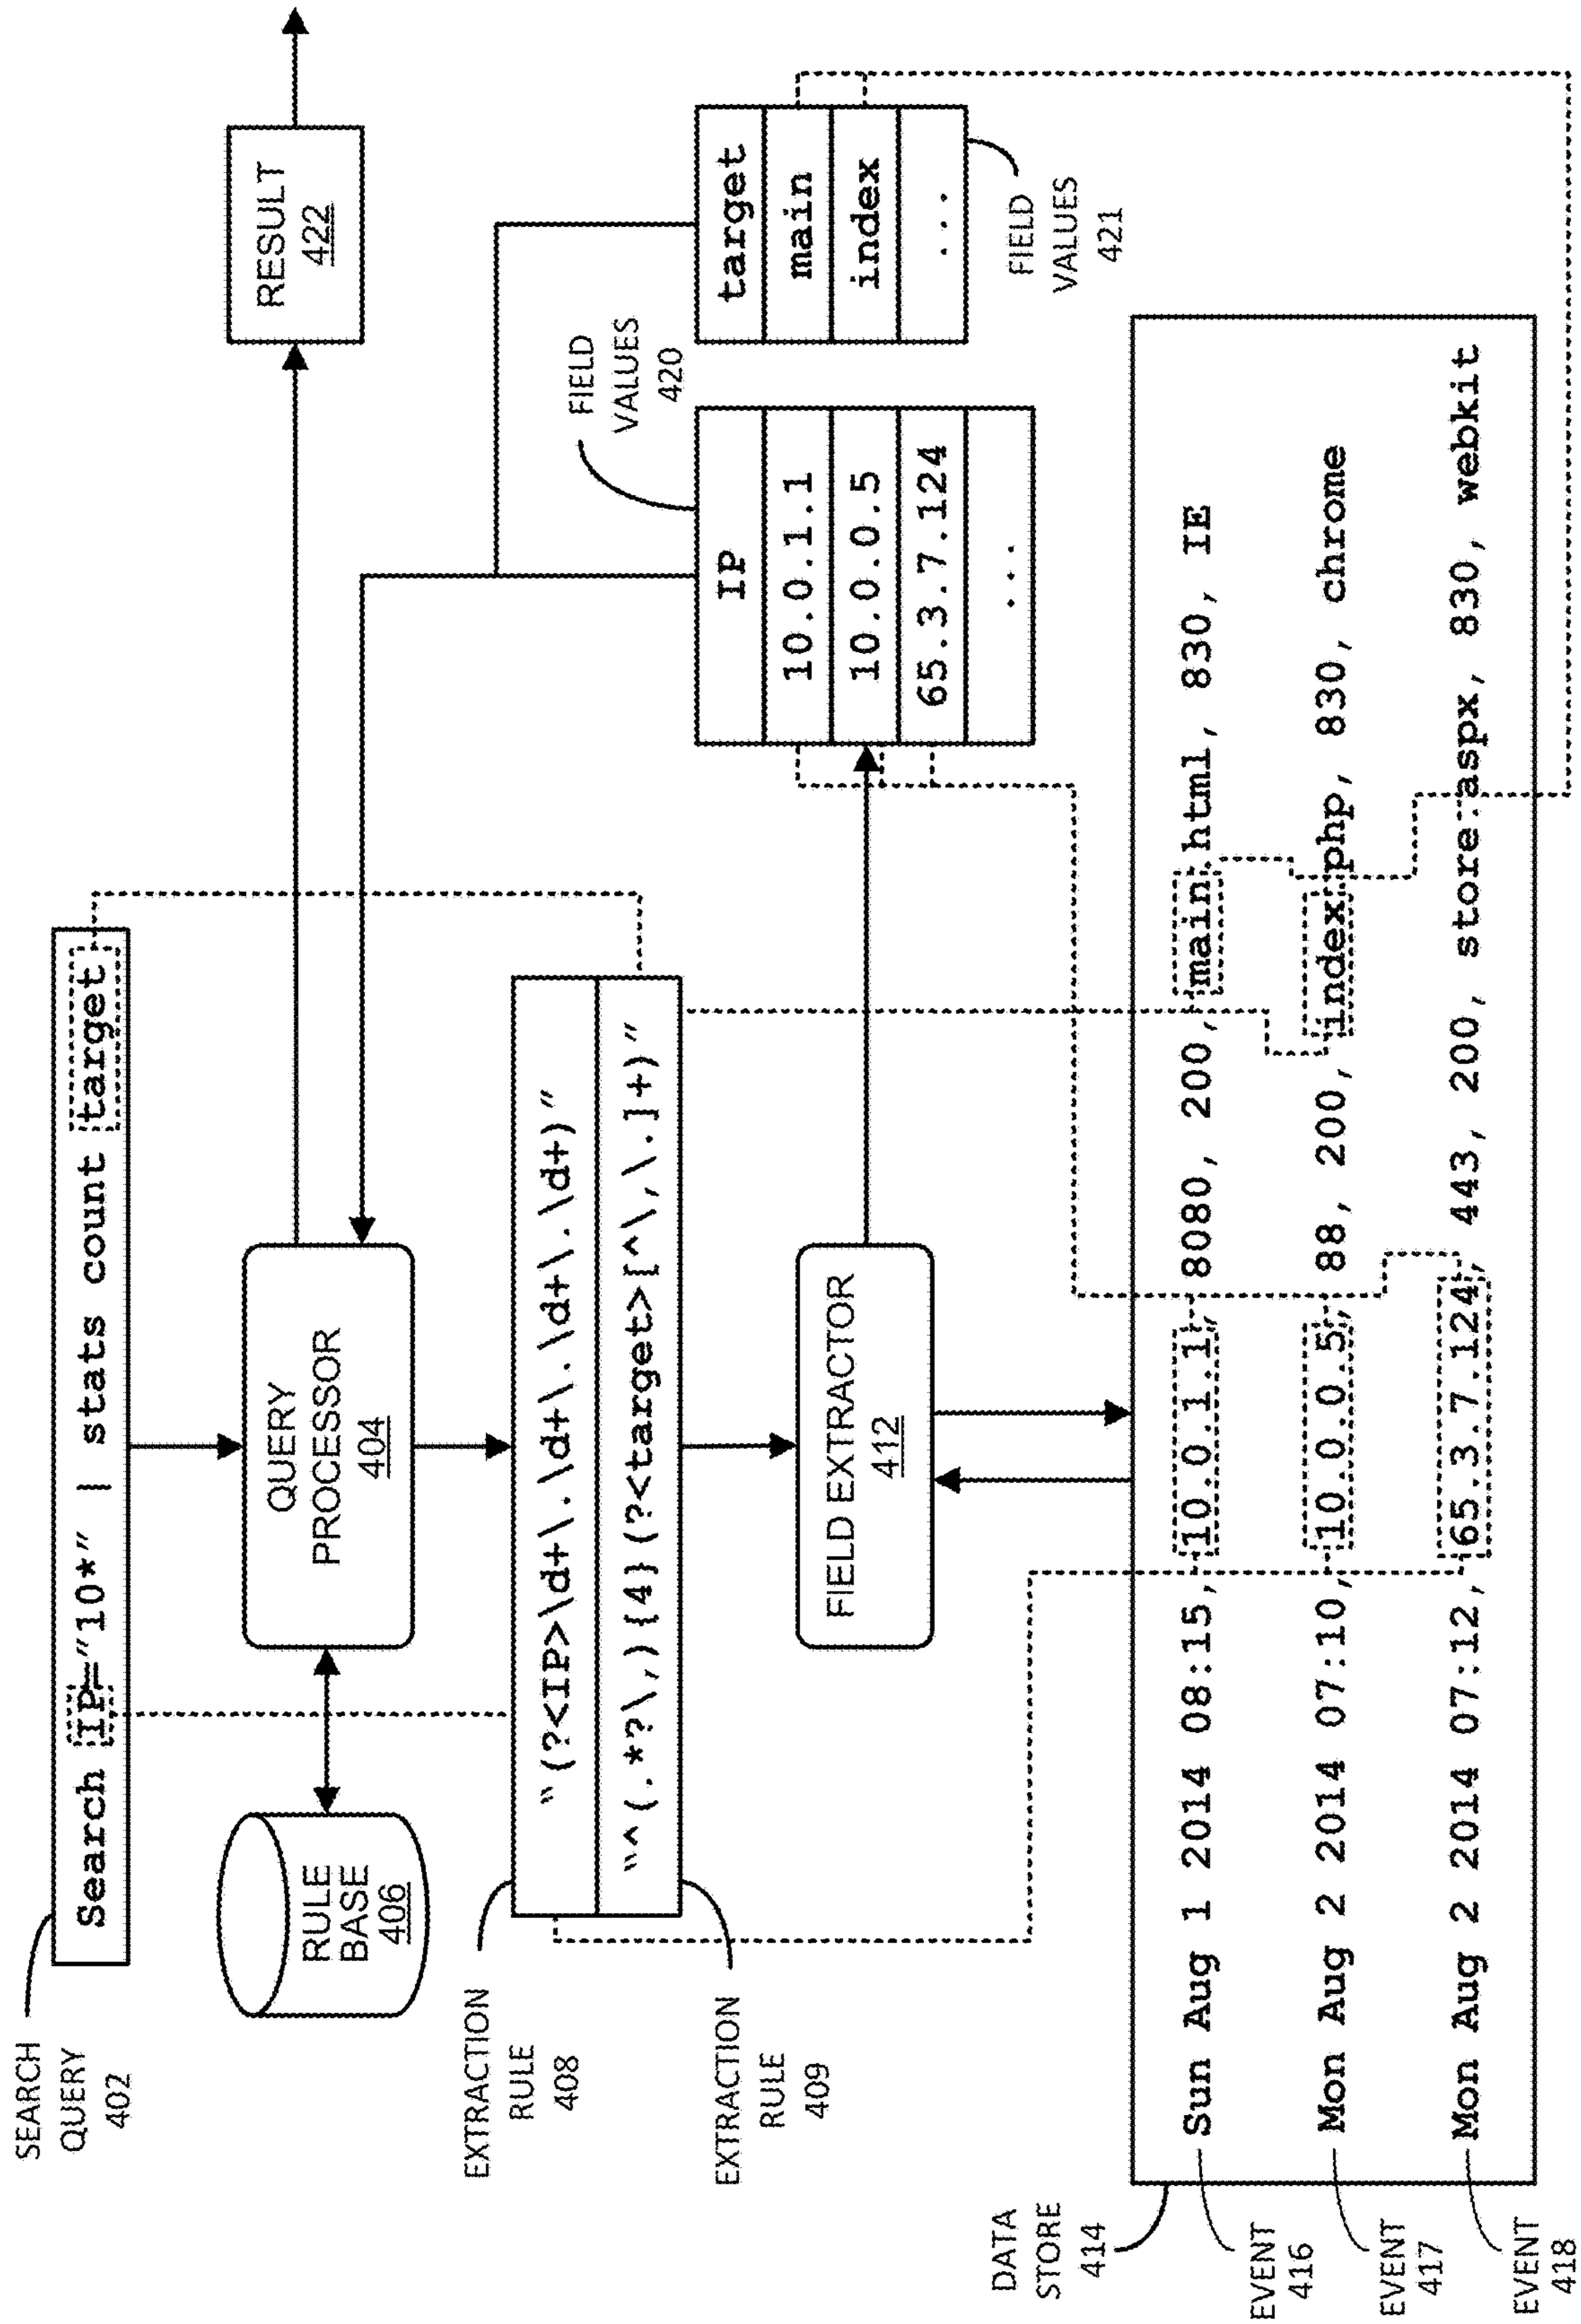 SEARCH
QUERY
402
Search IP="10*" | stats count target
RULE
BASE
406
QUERY
PROCESSOR
404
RESULT
422
EXTRACTION
RULE
408
"(?<IP>\d+\.\d+\.\d+\.\d+)"
"^(.*?\,){4}(?<target>[^\,\.]+)"
EXTRACTION
RULE
409
FIELD EXTRACTOR
412
FIELD
VALUES
420
IP
10.0.1.1
10.0.0.5
65.3.7.124
...
target
main
index
...
FIELD
VALUES
421
DATA
STORE
414
Sun Aug 1 2014 08:15, 10.0.1.1, 8080, 200, main.html, 830, IE
EVENT
416
Mon Aug 2 2014 07:10, 10.0.0.5, 88, 200, index.php, 830, chrome
EVENT
417
Mon Aug 2 2014 07:12, 65.3.7.124, 443, 200, store.aspx, 830, webkit
EVENT
418